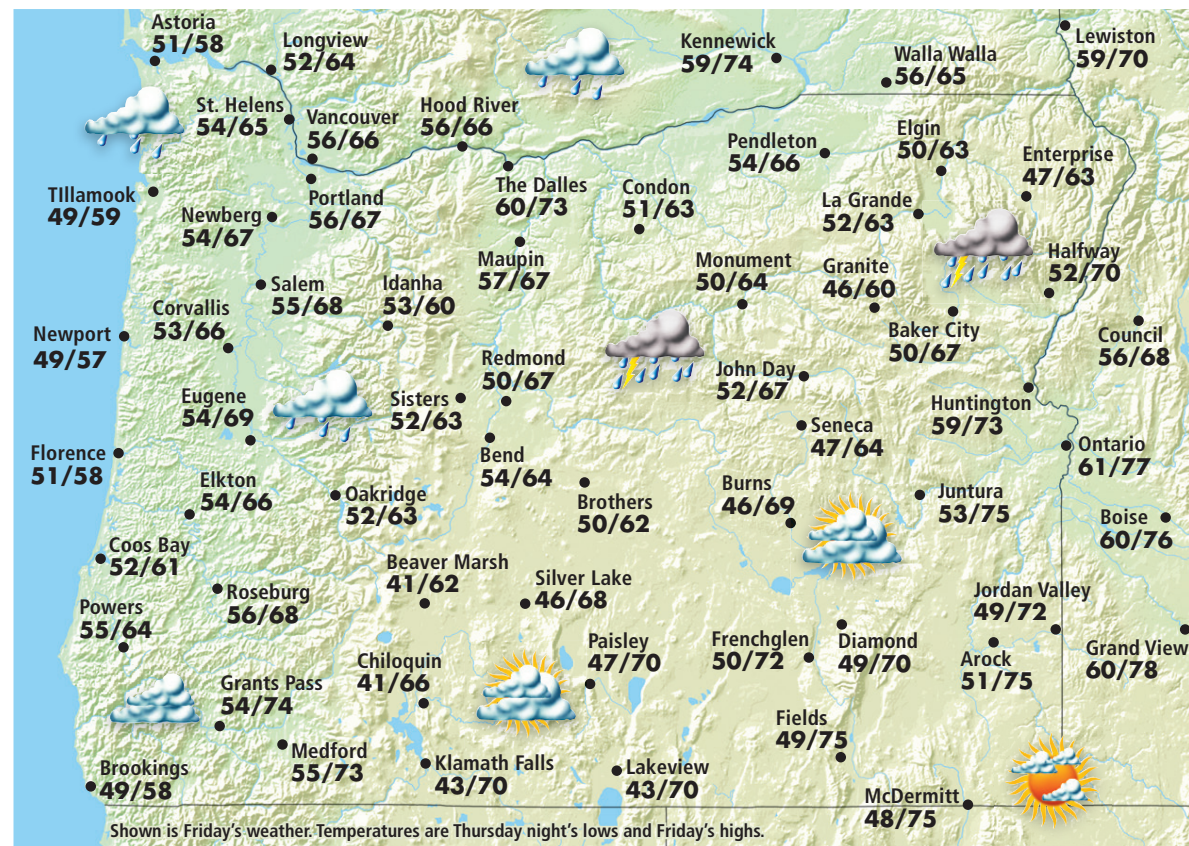 Astoria
51/58
Longview
52/64
Kennewick
59/74
Walla Walla
56/65
Lewiston
59/70
St. Helens
54/65
Vancouver
56/66
Hood River
56/66
Pendleton
54/66
Elgin
50/63
Enterprise
47/63
TIllamook
49/59
Newberg
54/67
Portland
56/67
The Dalles
60/73
Condon
51/63
La Grande
52/63
Maupin
57/67
Monument
50/64
Granite
46/60
Halfway
52/70
Salem
55/68
Idanha
53/60
Corvallis
53/66
Newport
49/57
Baker City
50/67
Council
56/68
Redmond
50/67
John Day
52/67
Eugene
54/69
Sisters
52/63
Huntington
59/73
Florence
51/58
Bend
54/64
Seneca
47/64
Ontario
61/77
Elkton
54/66
Oakridge
52/63
Brothers
50/62
Burns
46/69
Juntura
53/75
Boise
60/76
Coos Bay
52/61
Beaver Marsh
41/62
Silver Lake
46/68
Roseburg
56/68
Jordan Valley
49/72
Powers
55/64
Paisley
47/70
Frenchglen
50/72
Diamond
49/70
Arock
51/75
Grand View
60/78
Chiloquin
41/66
Grants Pass
54/74
Fields
49/75
Medford
55/73
Klamath Falls
43/70
Lakeview
43/70
Brookings
49/58
McDermitt
48/75
Shown is Friday's weather. Temperatures are Thursday night's lows and Friday's highs.